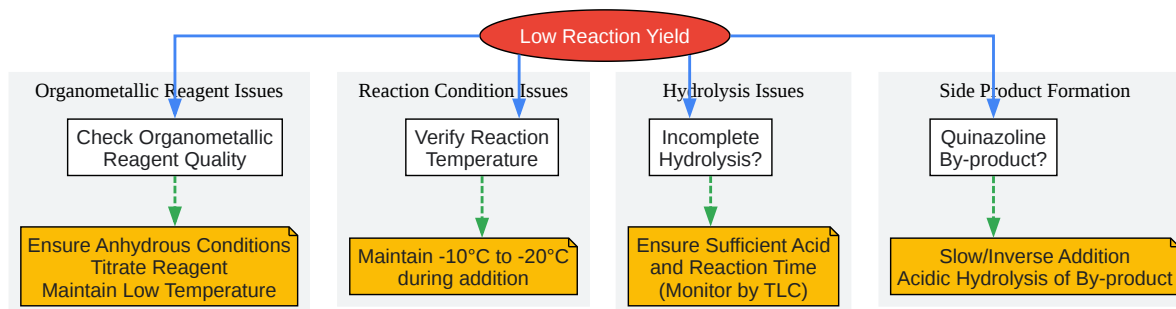 Low Reaction Yield
Organometallic Reagent Issues
Check Organometallic
Reagent Quality
Ensure Anhydrous Conditions
Titrate Reagent
Maintain Low Temperature
Reaction Condition Issues
Verify Reaction
Temperature
Maintain -10°C to -20°C
during addition
Hydrolysis Issues
Incomplete
Hydrolysis?
Ensure Sufficient Acid
and Reaction Time
(Monitor by TLC)
Side Product Formation
Quinazoline
By-product?
Slow/Inverse Addition
Acidic Hydrolysis of By-product